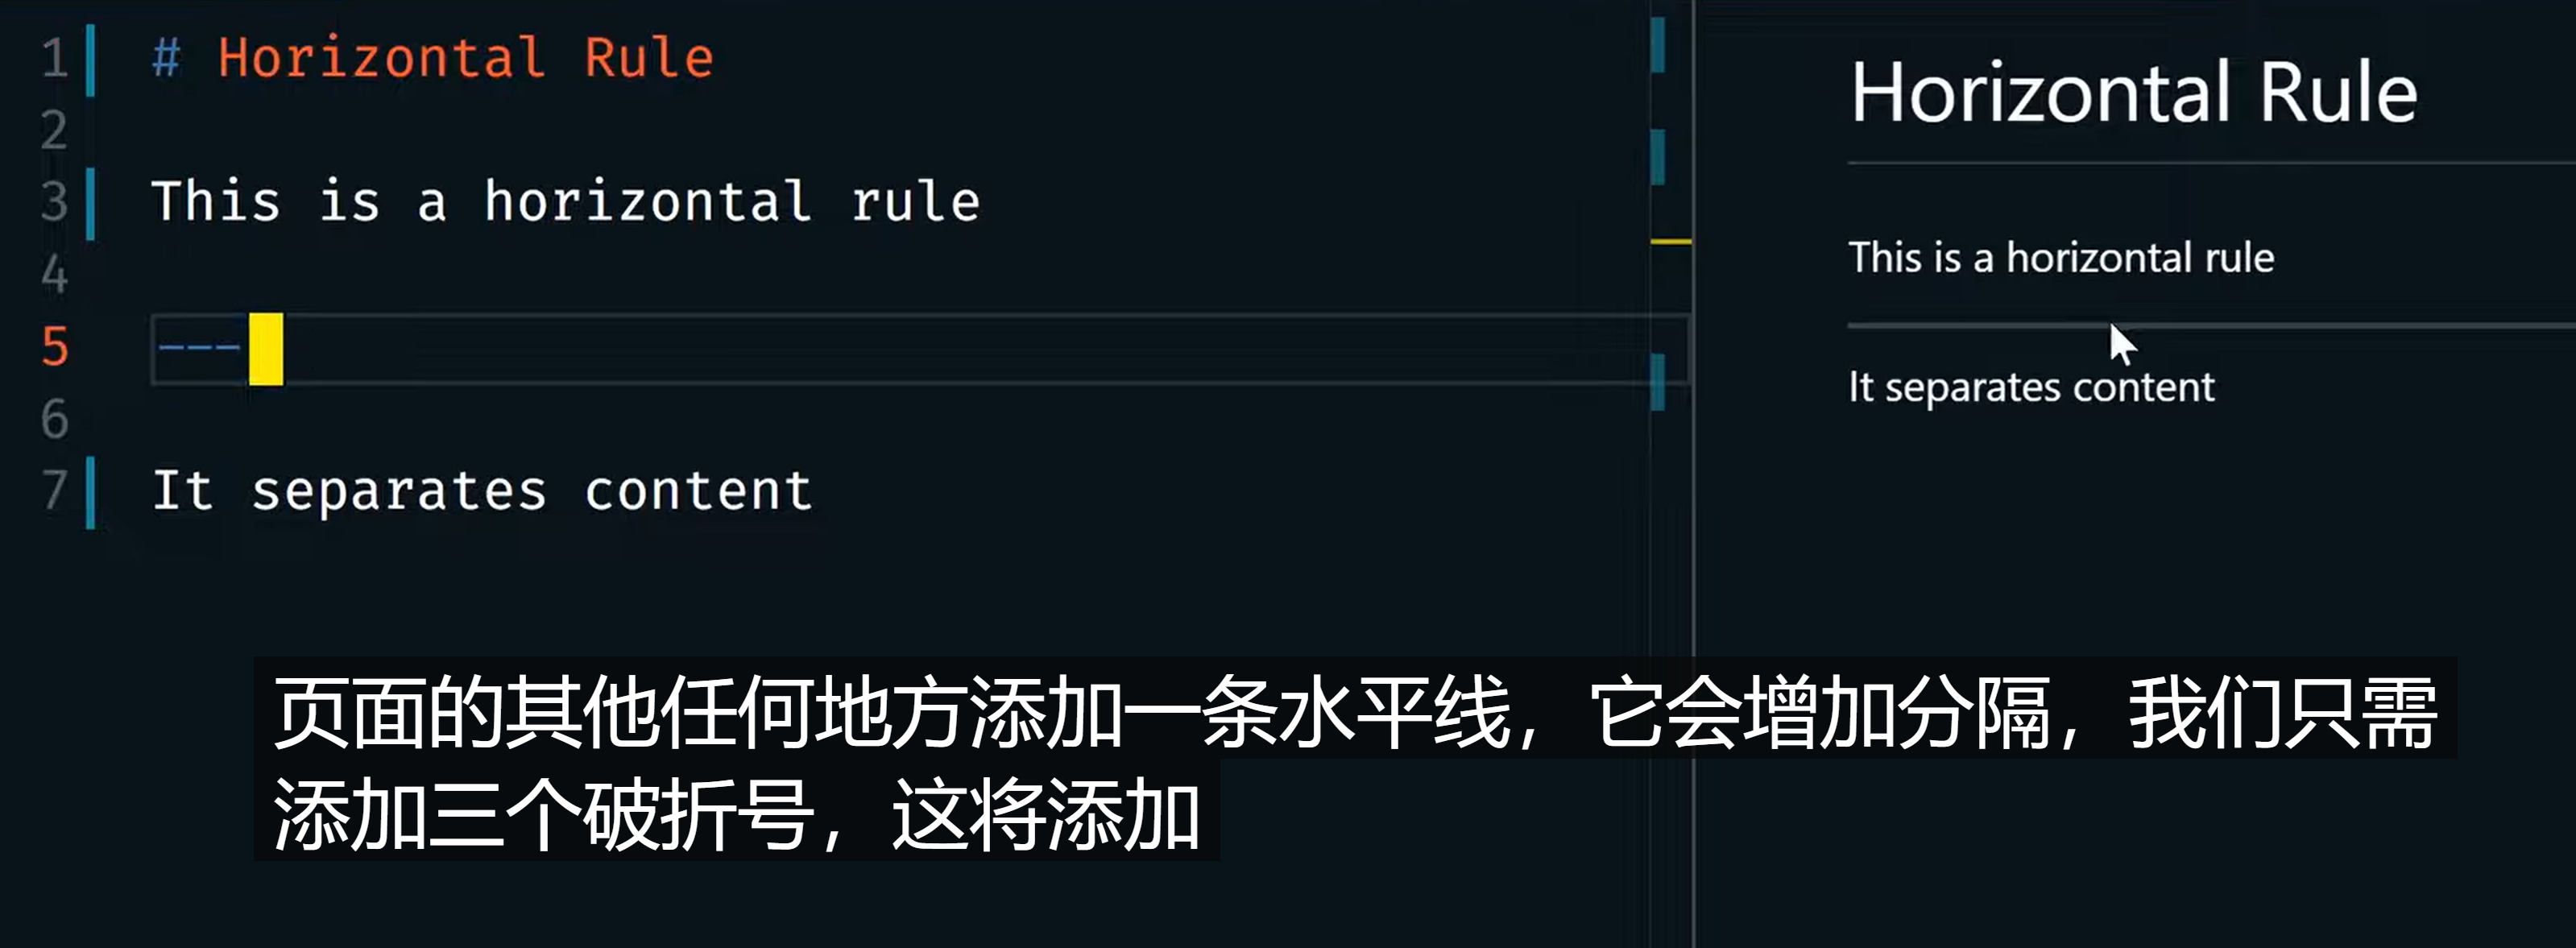 1 # Horizontal Rule
2
3 This is a horizontal rule
4
5 ---
6
7 It separates content
Horizontal Rule
This is a horizontal rule
It separates content
页面的其他任何地方添加一条水平线，它会增加分隔，我们只需
添加三个破折号，这将添加